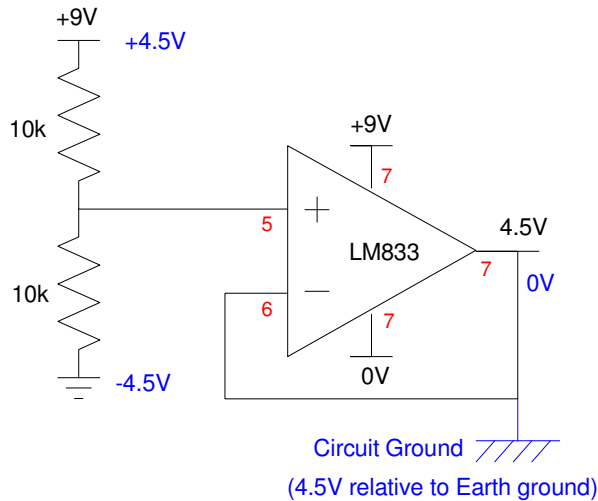 +9V
+4.5V
10k
+9V
7
5
+
LM833
4.5V
7
0V
10k
6
−
7
0V
-4.5V
Circuit Ground
(4.5V relative to Earth ground)